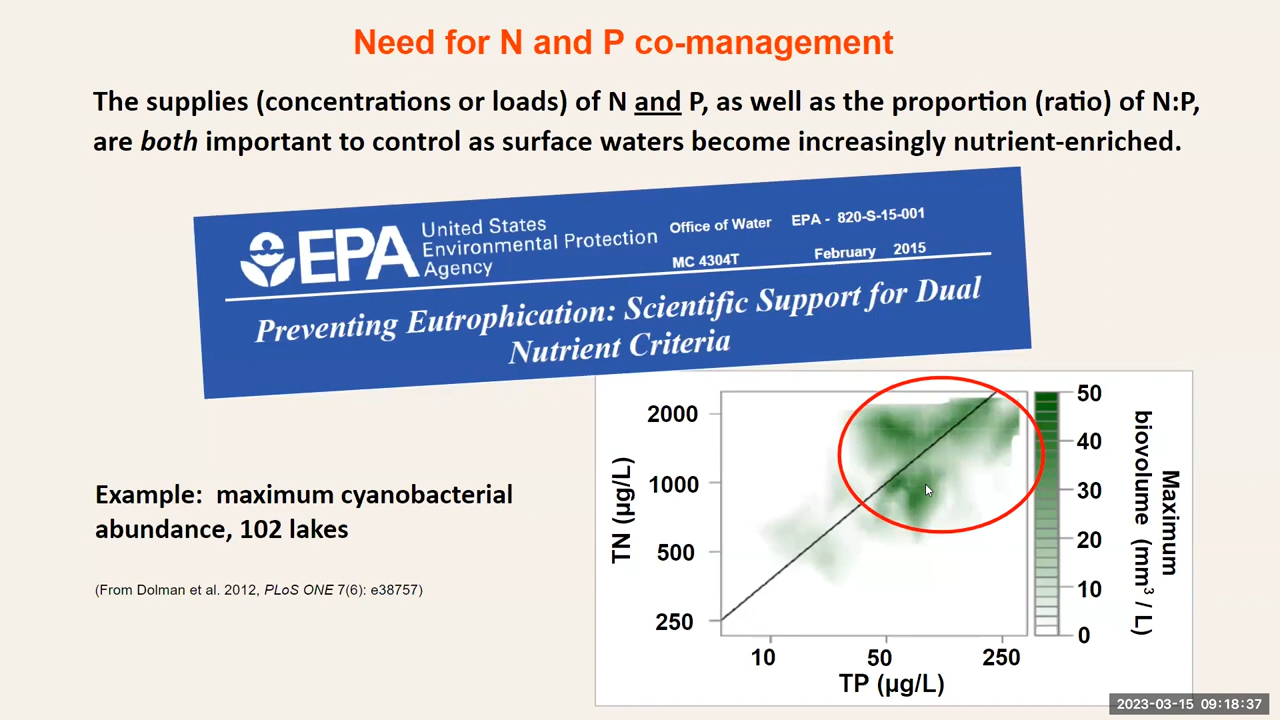 Need for N and P co-management
The supplies (concentrations or loads) of N and P, as well as the proportion (ratio) of N:P,
are both important to control as surface waters become increasingly nutrient-enriched.
EPA
United States
Environmental Protection
Agency
Office of Water EPA - 820-S-15-001
MC 4304T February 2015
Preventing Eutrophication: Scientific Support for Dual
Nutrient Criteria
Example: maximum cyanobacterial
abundance, 102 lakes
(From Dolman et al. 2012, PLoS ONE 7(6): e38757)
TN (µg/L)
2000
1000
500
250
10 50 250
TP (µg/L)
50
40
30
20
10
0
Maximum
biovolume (mm³ / L)
2023-03-15 09:18:37